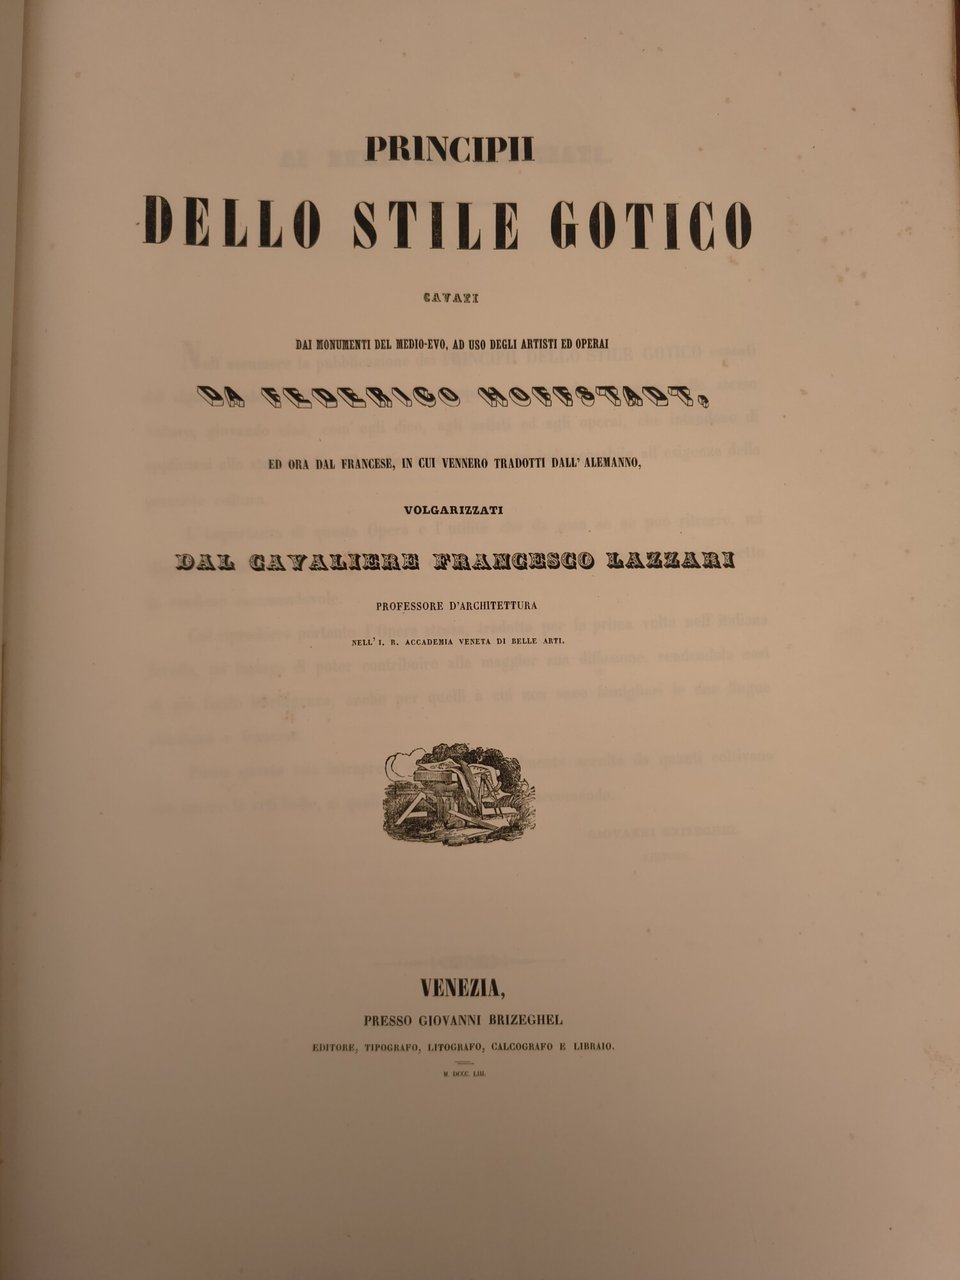 PRINCIPII
DELLO STILE GOTICO
CAVATI
DAI MONUMENTI DEL MEDIO-EVO, AD USO DEGLI ARTISTI ED OPERAI
DA FEDERICO HOFFSTADT,
ED ORA DAL FRANCESE, IN CUI VENNERO TRADOTTI DALL' ALEMANNO,
VOLGARIZZATI
DAL CAVALIERE FRANCESCO LAZZARI
PROFESSORE D'ARCHITETTURA
NELL' I. R. ACCADEMIA VENETA DI BELLE ARTI.
VENEZIA,
PRESSO GIOVANNI BRIZEGHEL
EDITORE, TIPOGRAFO, LITOGRAFO, CALCOGRAFO E LIBRAIO.
M. DCCC. LIII.